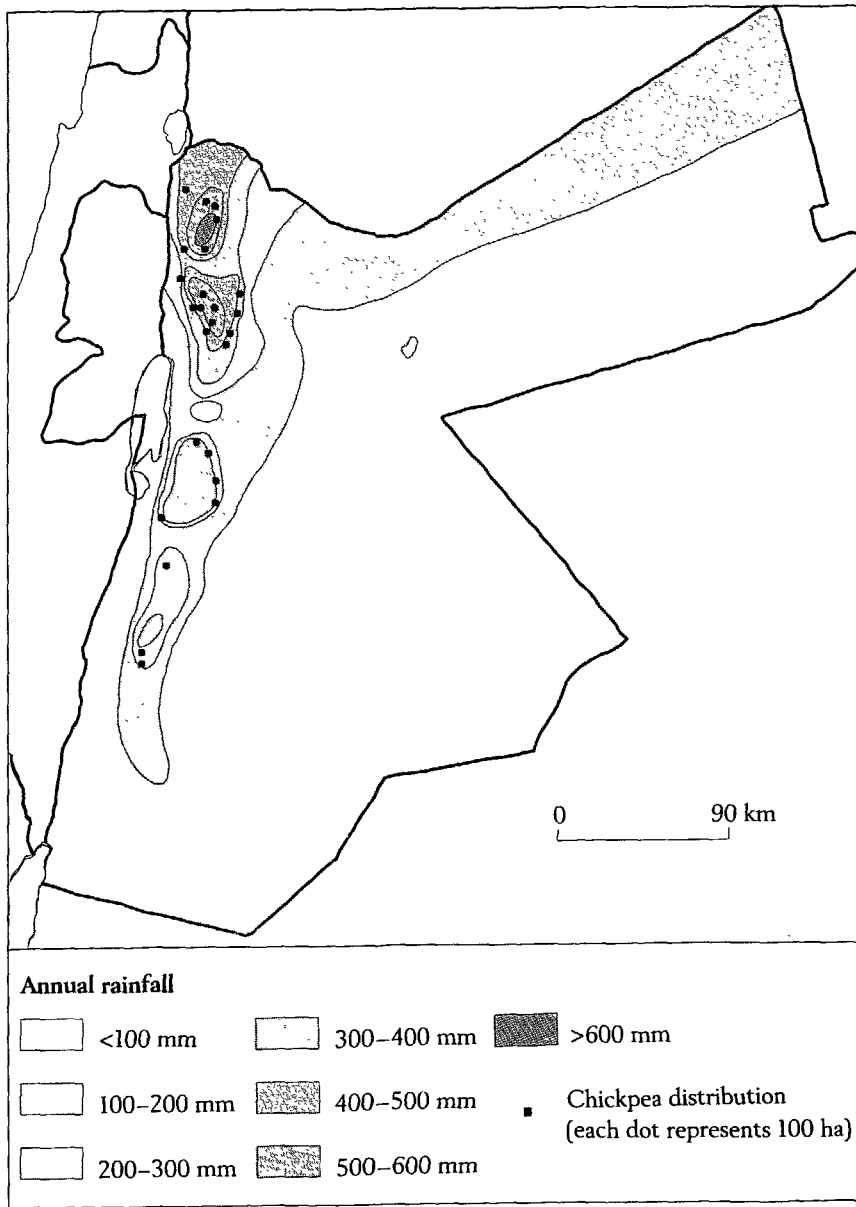 0 90 km
Annual rainfall
<100 mm
100–200 mm
200–300 mm
300–400 mm
400–500 mm
500–600 mm
>600 mm
Chickpea distribution
(each dot represents 100 ha)